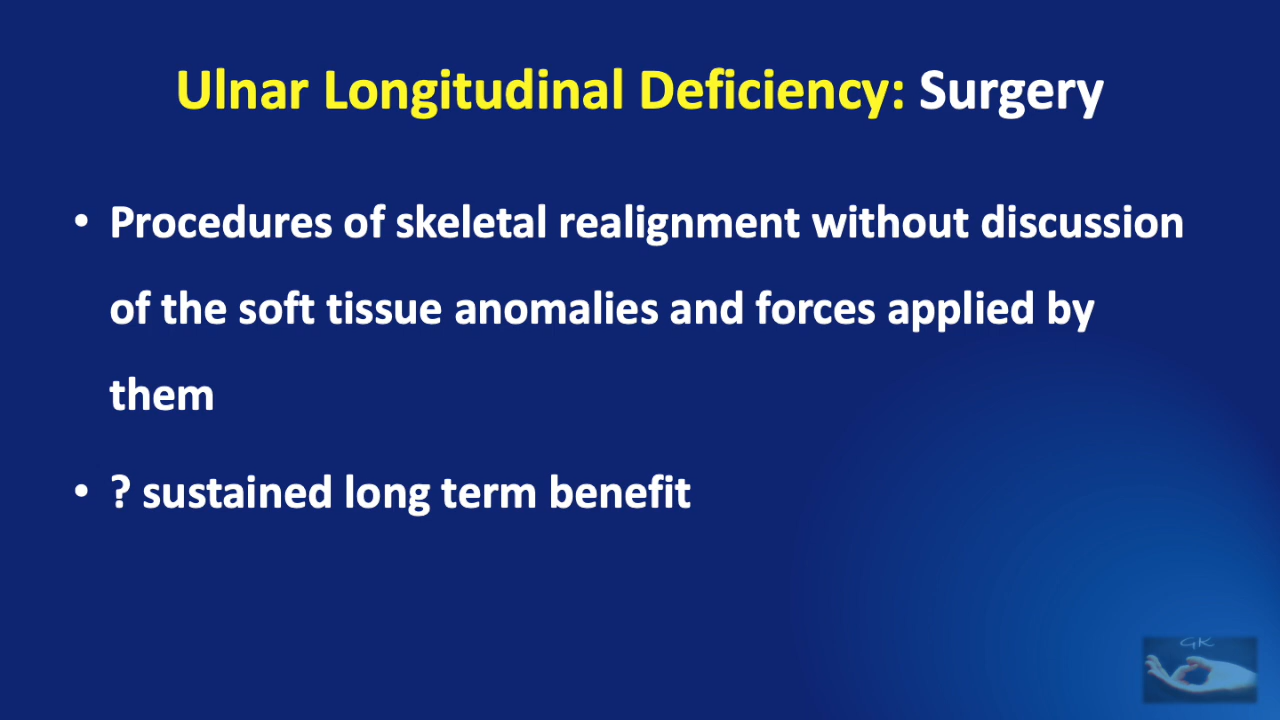 Ulnar Longitudinal Deficiency: Surgery
• Procedures of skeletal realignment without discussion
of the soft tissue anomalies and forces applied by
them
• ? sustained long term benefit
GK